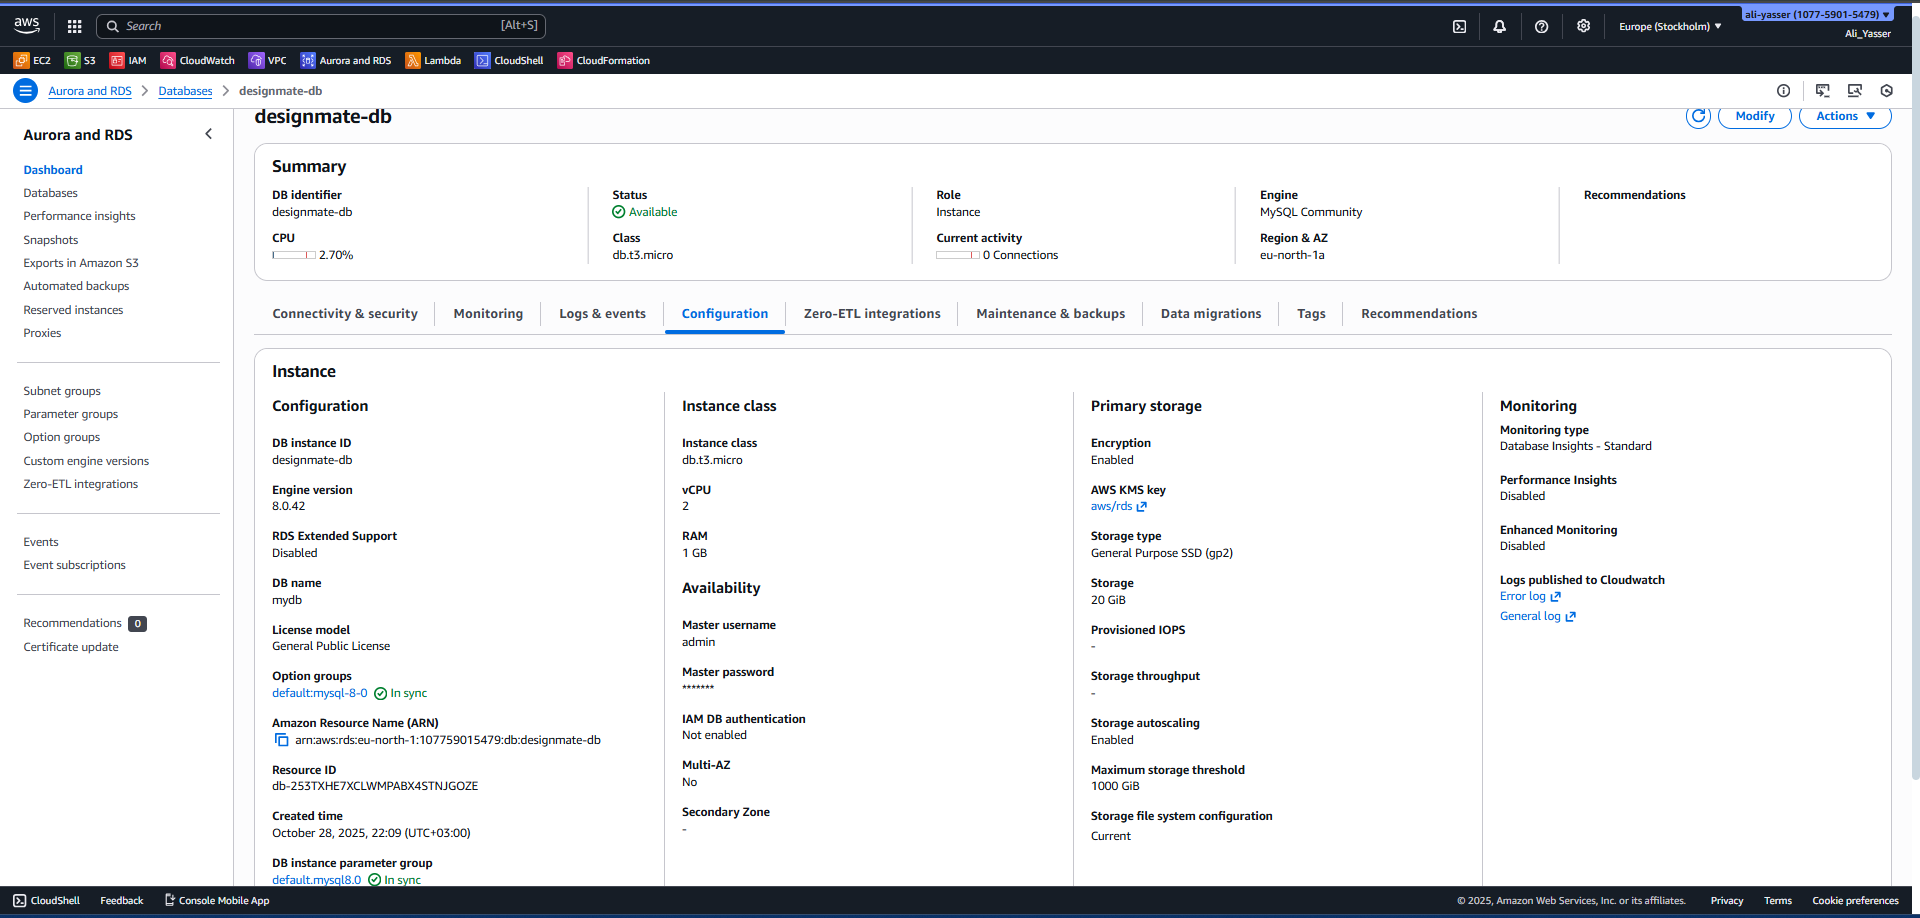 aws
Search [Alt+S]
Europe (Stockholm) ▼
ali-yasser (1077-5901-5479) ▼
Ali_Yasser
EC2 S3 IAM CloudWatch VPC Aurora and RDS Lambda CloudShell CloudFormation
Aurora and RDS > Databases > designmate-db
Aurora and RDS
Dashboard
Databases
Performance insights
Snapshots
Exports in Amazon S3
Automated backups
Reserved instances
Proxies
Subnet groups
Parameter groups
Option groups
Custom engine versions
Zero-ETL integrations
Events
Event subscriptions
Recommendations 0
Certificate update
designmate-db
Modify
Actions ▼
Summary
DB identifier
designmate-db
CPU
2.70%
Status
Available
Class
db.t3.micro
Role
Instance
Current activity
0 Connections
Engine
MySQL Community
Region & AZ
eu-north-1a
Recommendations
Connectivity & security Monitoring Logs & events Configuration Zero-ETL integrations Maintenance & backups Data migrations Tags Recommendations
Instance
Configuration
DB instance ID
designmate-db
Engine version
8.0.42
RDS Extended Support
Disabled
DB name
mydb
License model
General Public License
Option groups
default:mysql-8-0 In sync
Amazon Resource Name (ARN)
arn:aws:rds:eu-north-1:107759015479:db:designmate-db
Resource ID
db-253TXHE7XCLWMPABX4STNJGOZE
Created time
October 28, 2025, 22:09 (UTC+03:00)
DB instance parameter group
default.mysql8.0 In sync
Instance class
Instance class
db.t3.micro
vCPU
2
RAM
1 GB
Availability
Master username
admin
Master password
*******
IAM DB authentication
Not enabled
Multi-AZ
No
Secondary Zone
-
Primary storage
Encryption
Enabled
AWS KMS key
aws/rds
Storage type
General Purpose SSD (gp2)
Storage
20 GiB
Provisioned IOPS
-
Storage throughput
-
Storage autoscaling
Enabled
Maximum storage threshold
1000 GiB
Storage file system configuration
Current
Monitoring
Monitoring type
Database Insights - Standard
Performance Insights
Disabled
Enhanced Monitoring
Disabled
Logs published to Cloudwatch
Error log
General log
CloudShell Feedback Console Mobile App
© 2025, Amazon Web Services, Inc. or its affiliates. Privacy Terms Cookie preferences